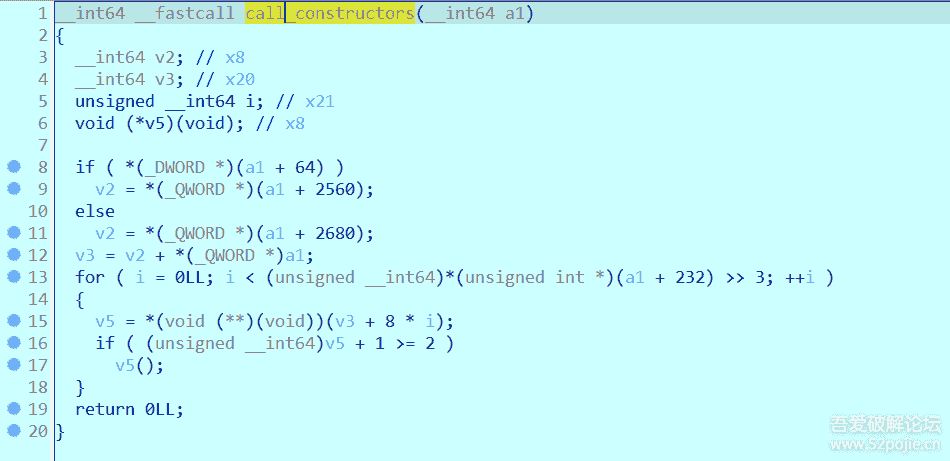 1 __int64 __fastcall call_constructors(__int64 a1)
2 {
3 __int64 v2; // x8
4 __int64 v3; // x20
5 unsigned __int64 i; // x21
6 void (*v5)(void); // x8
7
8 if ( *(_DWORD *)(a1 + 64) )
9 v2 = *(_QWORD *)(a1 + 2560);
10 else
11 v2 = *(_QWORD *)(a1 + 2680);
12 v3 = v2 + *(_QWORD *)a1;
13 for ( i = 0LL; i < (unsigned __int64)*(unsigned int *)(a1 + 232) >> 3; ++i )
14 {
15 v5 = *(void (**)(void))(v3 + 8 * i);
16 if ( (unsigned __int64)v5 + 1 >= 2 )
17 v5();
18 }
19 return 0LL;
20 }
吾爱破解论坛
www.52pojie.cn